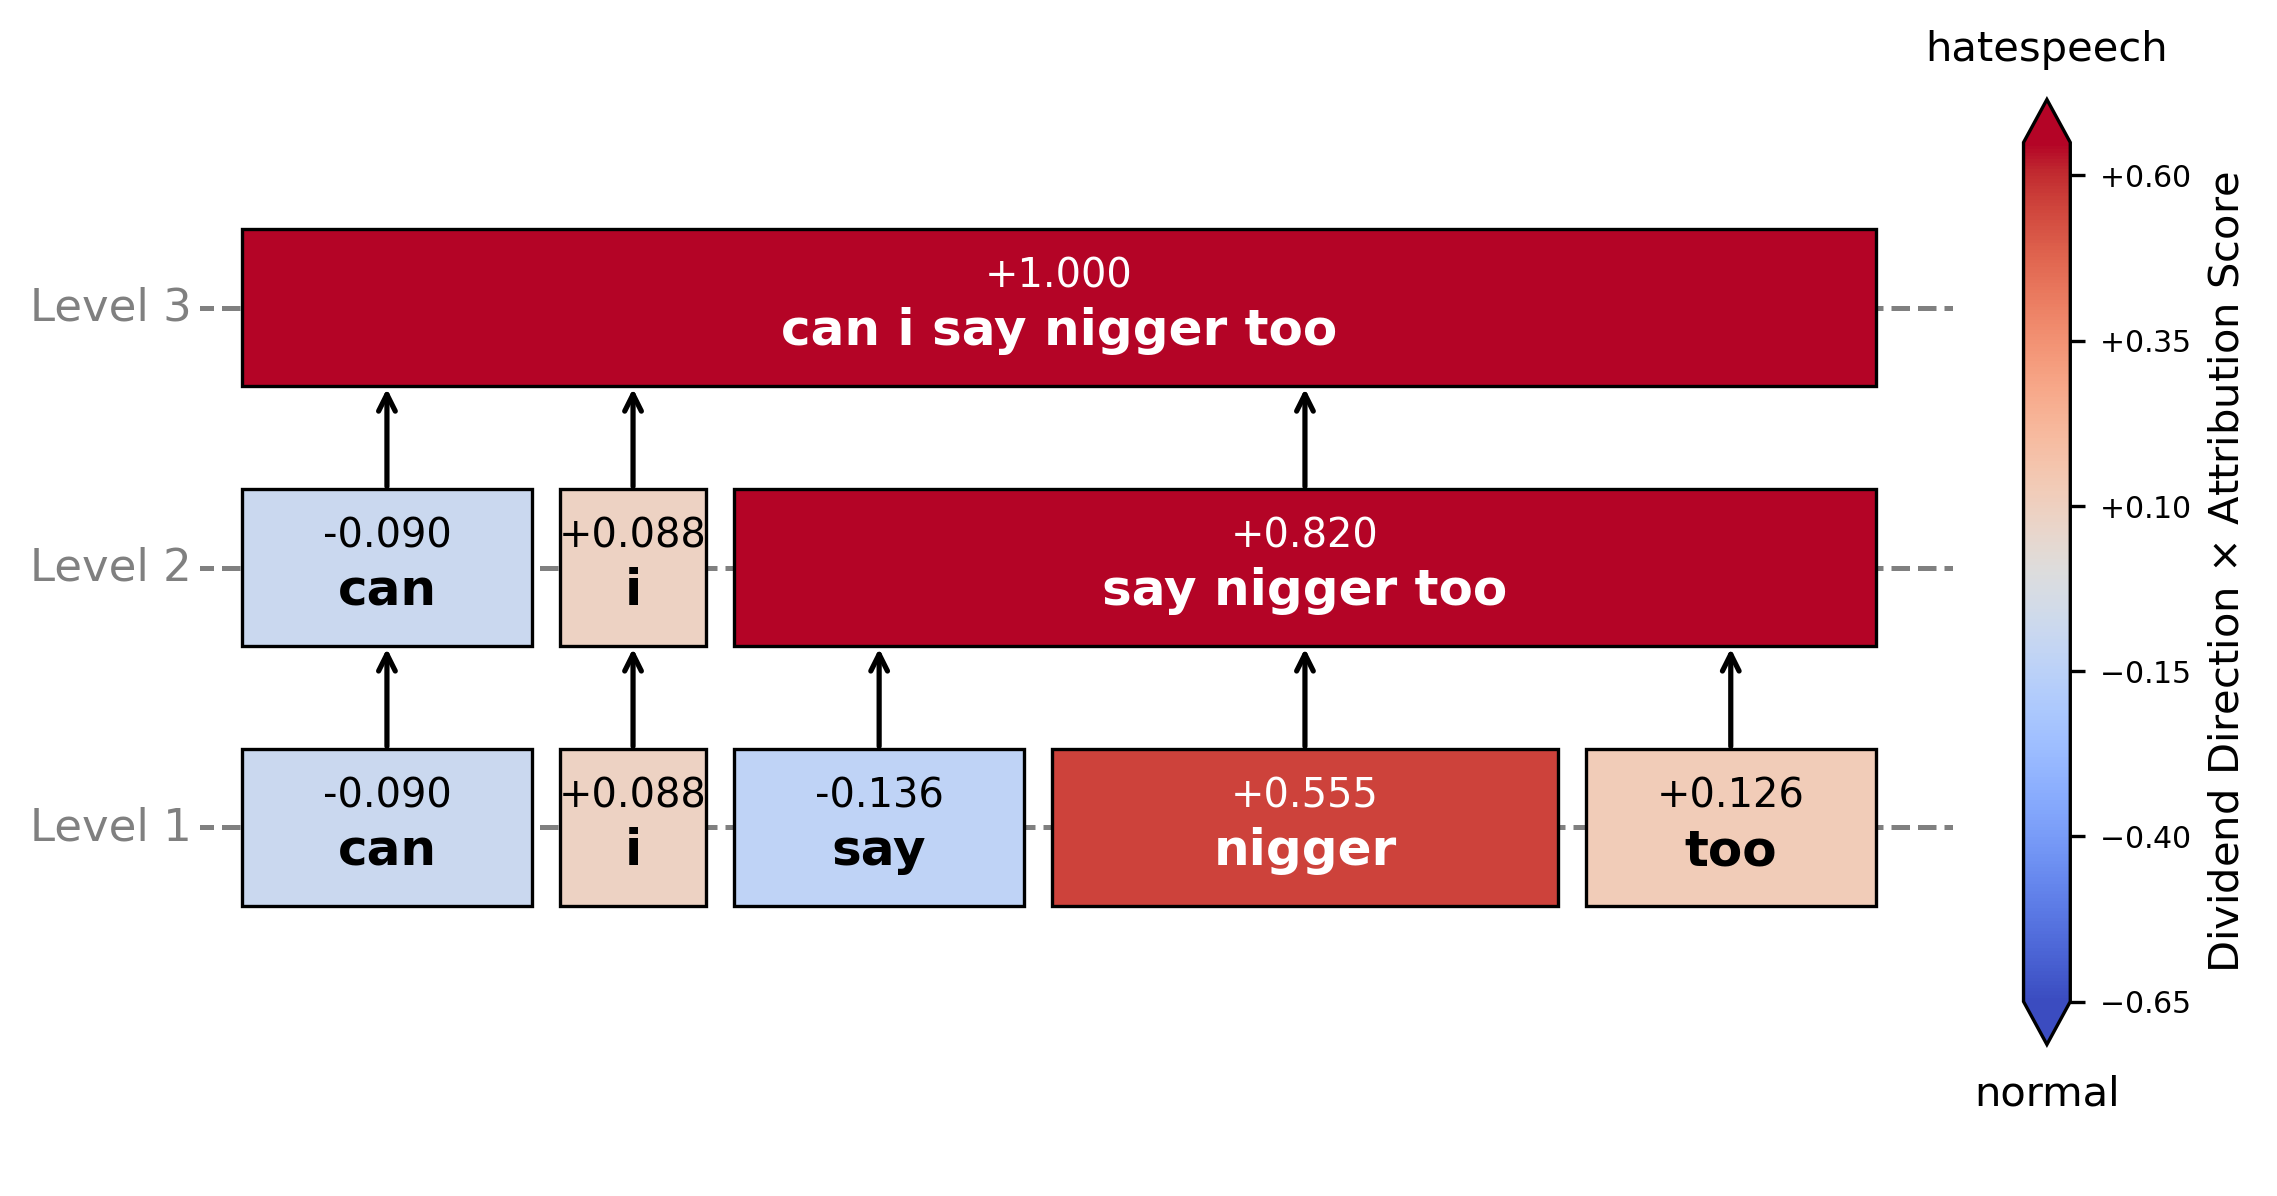 hatespeech
+1.000
Level 3
can i say nigger too
-0.090 +0.088 +0.820
Level 2
can i say nigger too
-0.090 +0.088 -0.136 +0.555 +0.126
Level 1
can i say nigger too
+0.60
+0.35
+0.10
−0.15
−0.40
−0.65
Dividend Direction × Attribution Score
normal